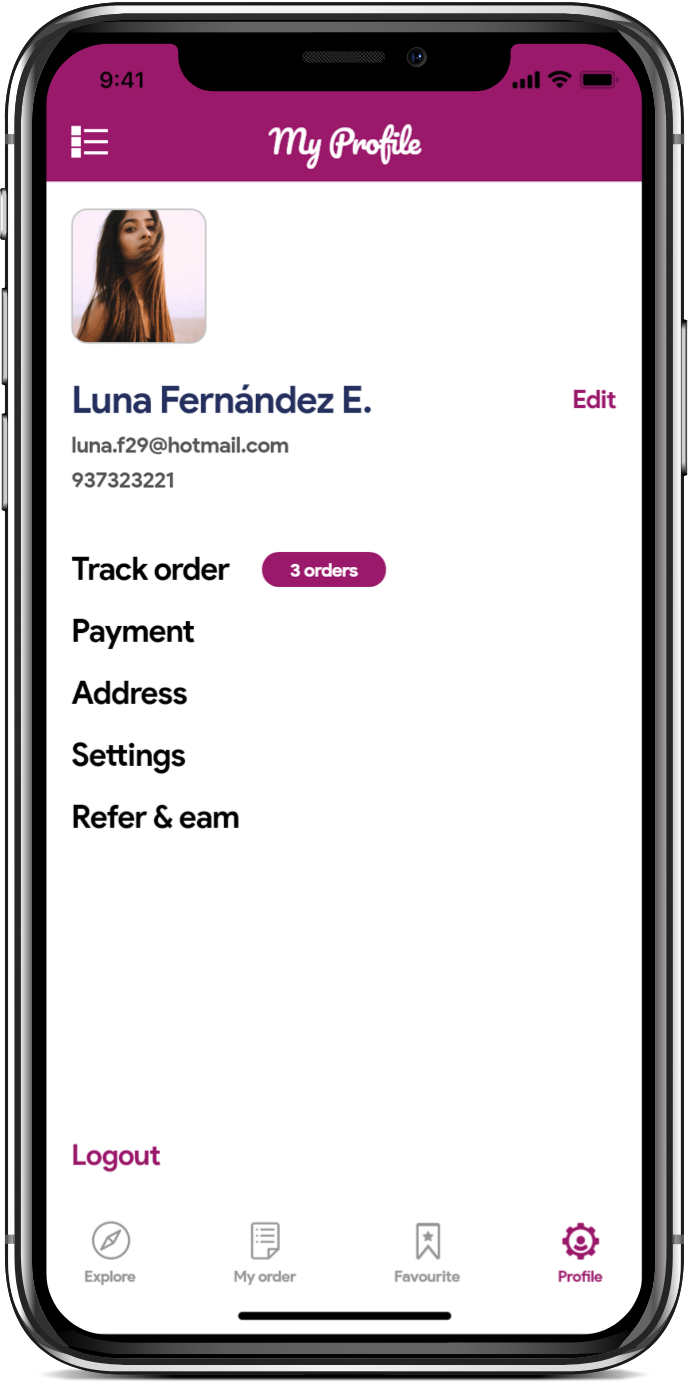 9:41
My Profile
Luna Fernández E.
Edit
luna.f29@hotmail.com
937323221
Track order
3 orders
Payment
Address
Settings
Refer & eam
Logout
Explore
My order
Favourite
Profile